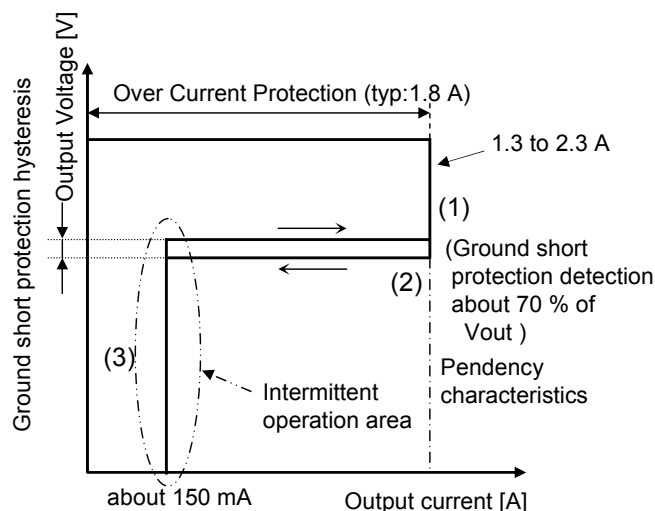 Ground short protection hysteresis
Output Voltage [V]
Over Current Protection (typ:1.8 A)
1.3 to 2.3 A
(1)
(Ground short
protection detection
about 70 % of
Vout )
(2)
(3)
Pendency
characteristics
Intermittent
operation area
about 150 mA
Output current [A]